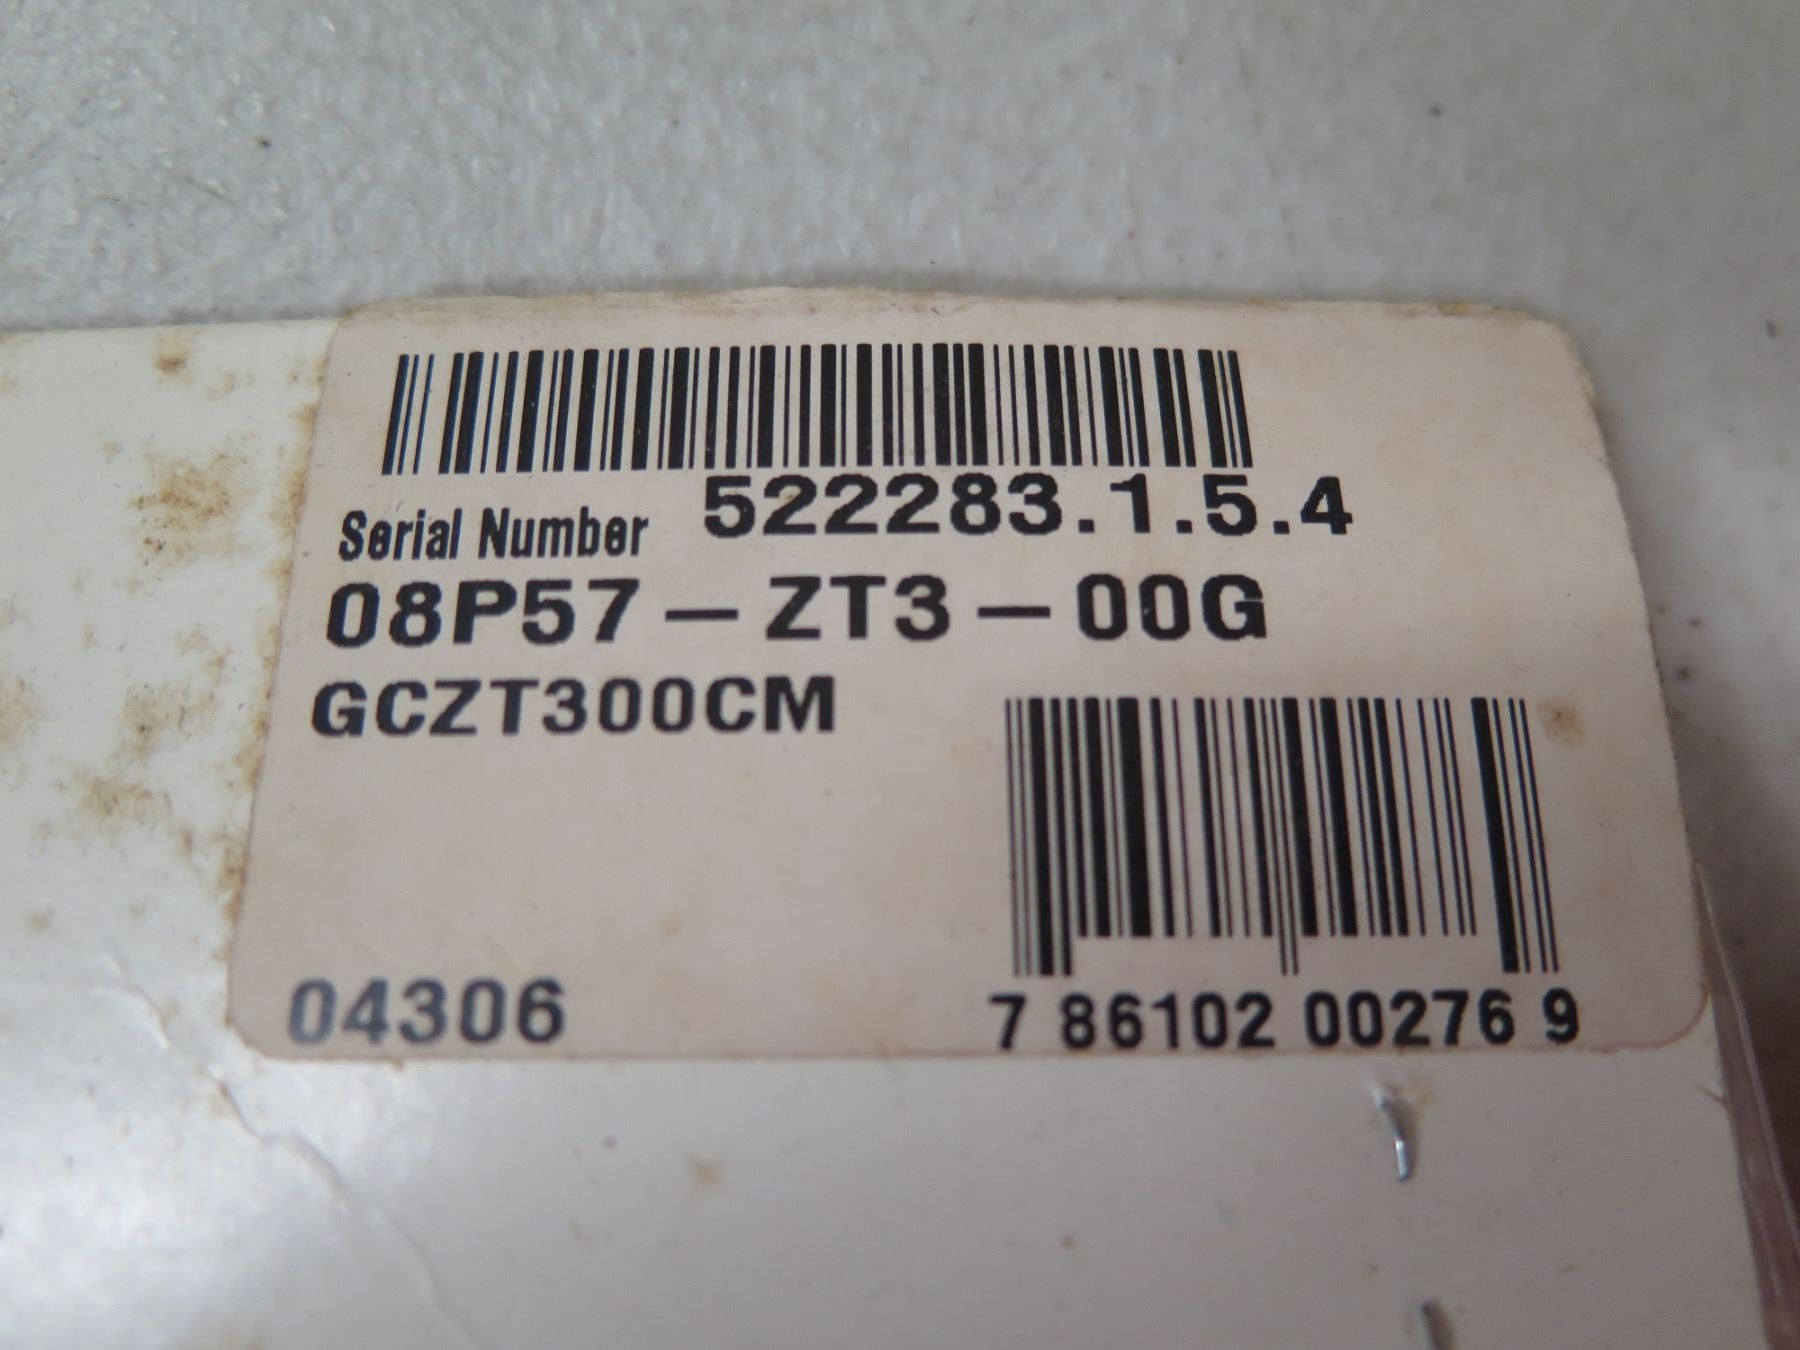 Serial Number 522283.1.5.4
08P57-ZT3-00G
GCZT300CM
04306
7 86102 00276 9